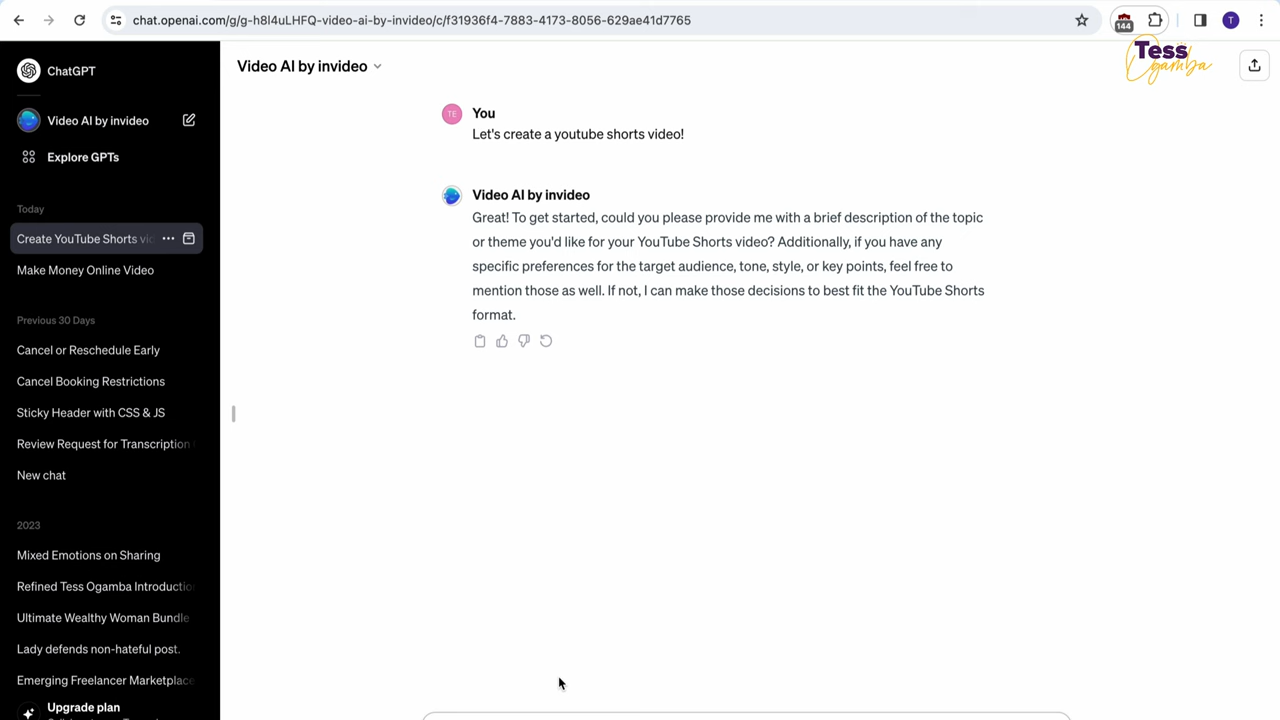 chat.openai.com/g/g-h8l4uLHFQ-video-ai-by-invideo/c/f31936f4-7883-4173-8056-629ae41d7765
144
T
Tess
Ogamba
ChatGPT
Video AI by invideo
Explore GPTs
Today
Create YouTube Shorts vi
Make Money Online Video
Previous 30 Days
Cancel or Reschedule Early
Cancel Booking Restrictions
Sticky Header with CSS & JS
Review Request for Transcription
New chat
2023
Mixed Emotions on Sharing
Refined Tess Ogamba Introductio
Ultimate Wealthy Woman Bundle
Lady defends non-hateful post.
Emerging Freelancer Marketplace
Upgrade plan
Video AI by invideo
TE
You
Let's create a youtube shorts video!
Video AI by invideo
Great! To get started, could you please provide me with a brief description of the topic
or theme you'd like for your YouTube Shorts video? Additionally, if you have any
specific preferences for the target audience, tone, style, or key points, feel free to
mention those as well. If not, I can make those decisions to best fit the YouTube Shorts
format.